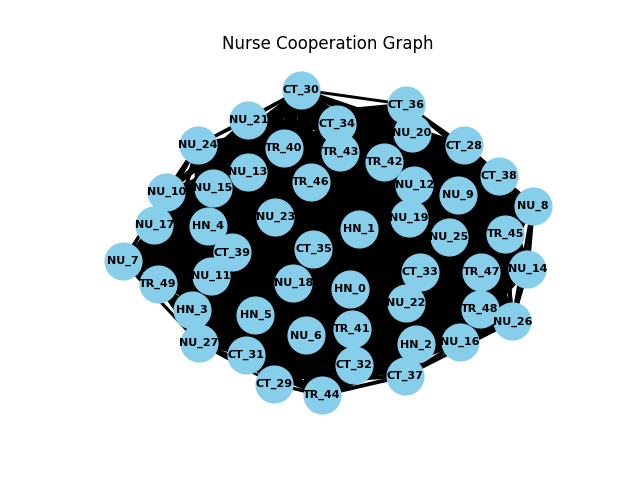 Nurse Cooperation Graph
CT_30
CT_36
NU_21
CT_34
NU_20
NU_24
TR_40
TR_43
CT_28
TR_42
NU_13
CT_38
TR_46
NU_10
NU_15
NU_12
NU_9
NU_8
NU_17
HN_4
NU_23
NU_19
HN_1
TR_45
NU_25
CT_39
CT_35
NU_7
NU_14
NU_11
CT_33
TR_47
TR_49
NU_18
HN_0
NU_22
HN_3
TR_48
HN_5
NU_26
NU_6
TR_41
NU_27
HN_2
NU_16
CT_31
CT_32
CT_37
CT_29
TR_44